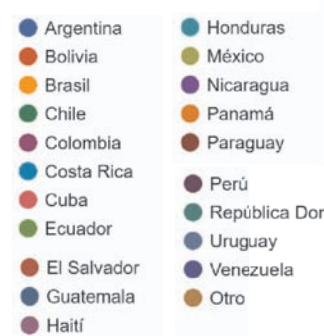 Argentina
Bolivia
Brasil
Chile
Colombia
Costa Rica
Cuba
Ecuador
El Salvador
Guatemala
Haití
Honduras
México
Nicaragua
Panamá
Paraguay
Perú
República Dor
Uruguay
Venezuela
Otro